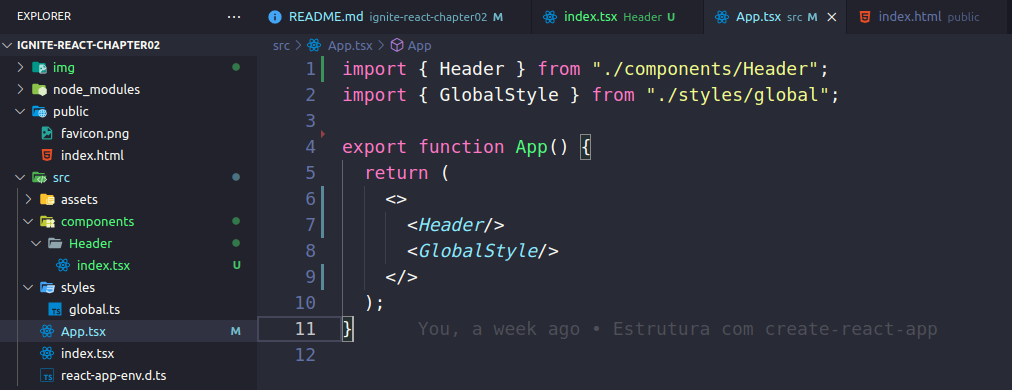 EXPLORER ···
IGNITE-REACT-CHAPTER02
img
node_modules
public
favicon.png
index.html
src
assets
components
Header
index.tsx U
styles
TS global.ts
App.tsx M
index.tsx
TS react-app-env.d.ts
README.md ignite-react-chapter02 M
index.tsx Header U
App.tsx src M
index.html public
src > App.tsx > App
1 import { Header } from "./components/Header";
2 import { GlobalStyle } from "./styles/global";
3
4 export function App() {
5 return (
6 <>
7 <Header/>
8 <GlobalStyle/>
9 </>
10 );
11 } You, a week ago • Estrutura com create-react-app
12